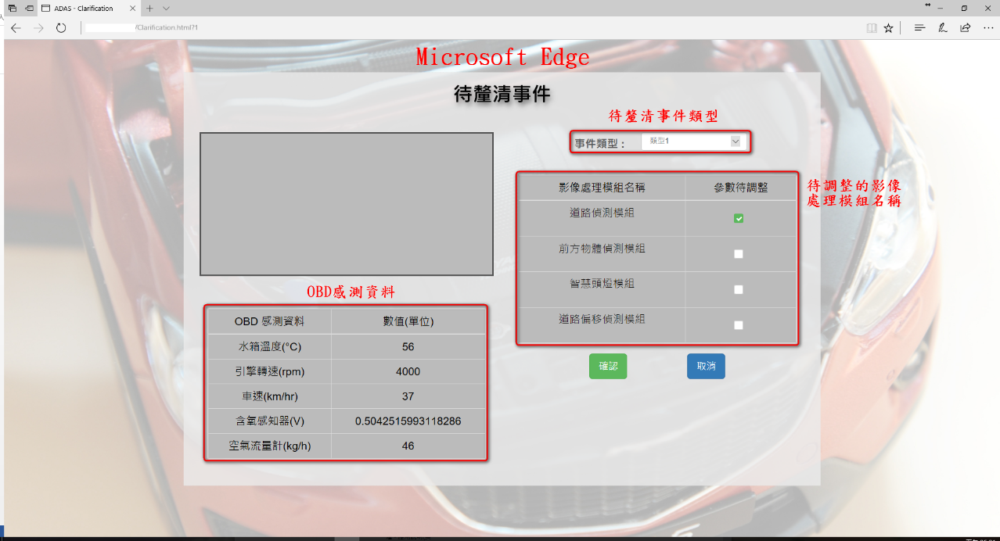 ADAS - Clarification
/Clarification.html?1
Microsoft Edge
待釐清事件
待釐清事件類型
事件類型：
類型1
影像處理模組名稱 參數待調整
道路偵測模組
前方物體偵測模組
智慧頭燈模組
道路偏移偵測模組
待調整的影像
處理模組名稱
確認 取消
OBD感測資料
OBD 感測資料 數值(單位)
水箱溫度(°C) 56
引擎轉速(rpm) 4000
車速(km/hr) 37
含氧感知器(V) 0.5042515993118286
空氣流量計(kg/h) 46